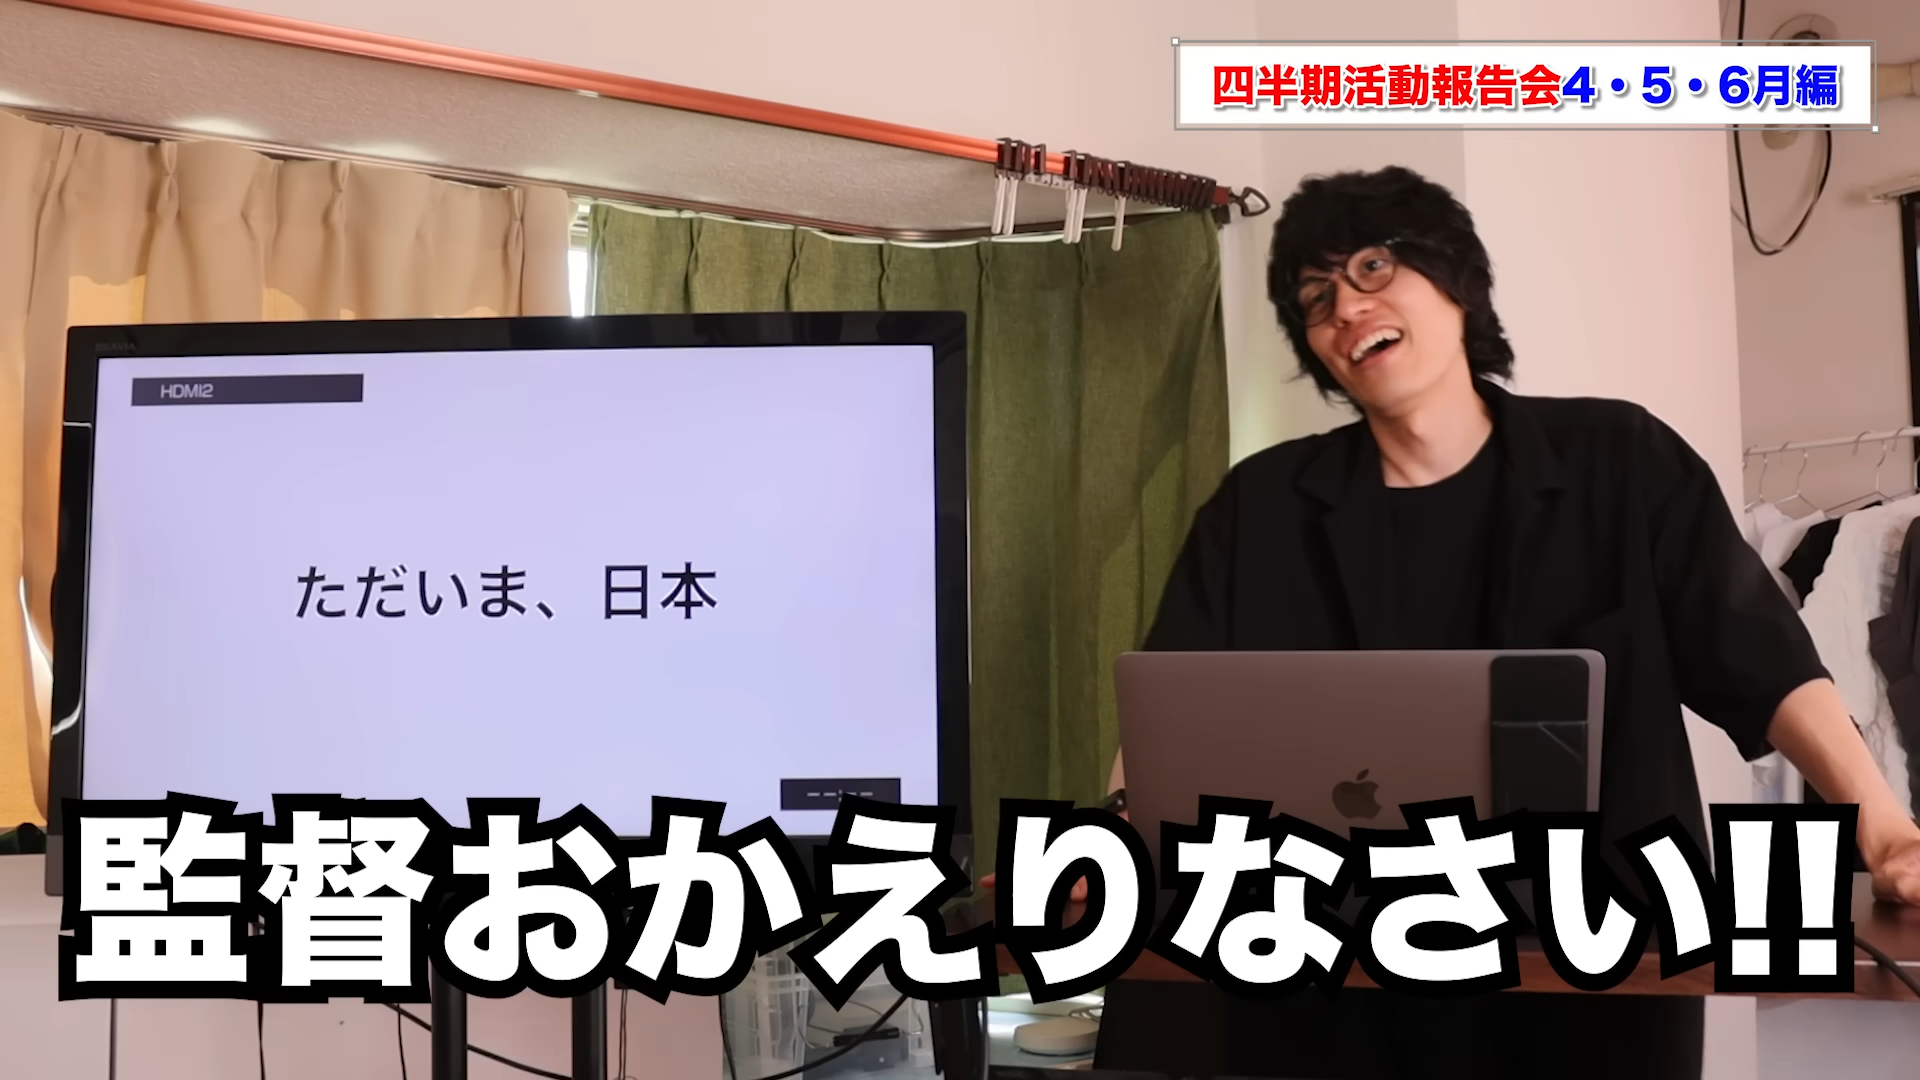 四半期活動報告会4・5・6月編
BRAVIA
HDMI2
ただいま、日本
--:--
監督おかえりなさい!!